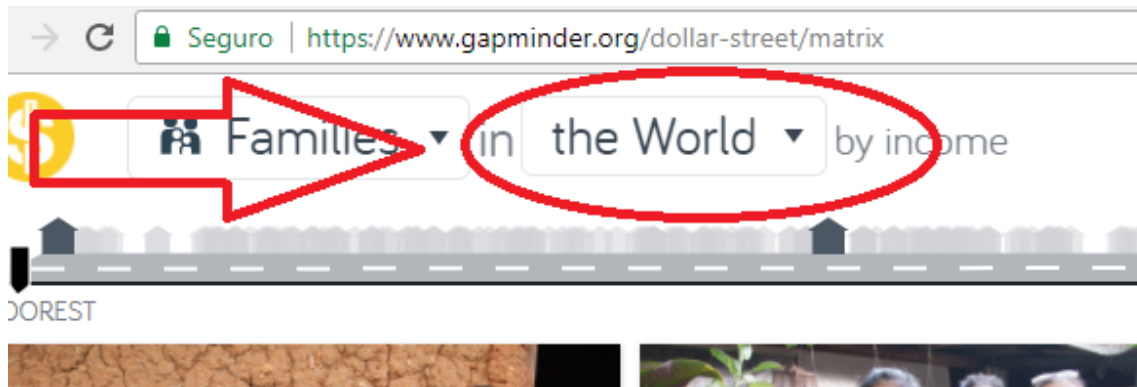 Seguro | https://www.gapminder.org/dollar-street/matrix
$ Families in the World by income
OOREST